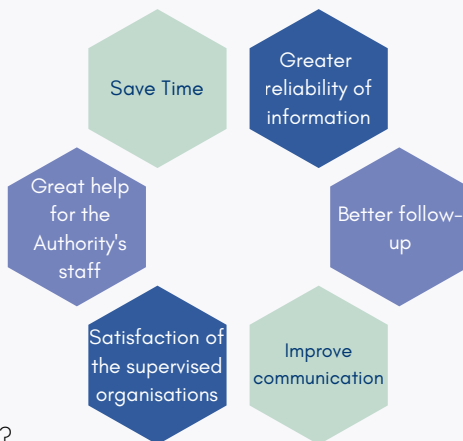 Save Time
Greater
reliability of
information
Great help
for the
Authority's
staff
Better follow-
up
Satisfaction of
the supervised
organisations
Improve
communication
?